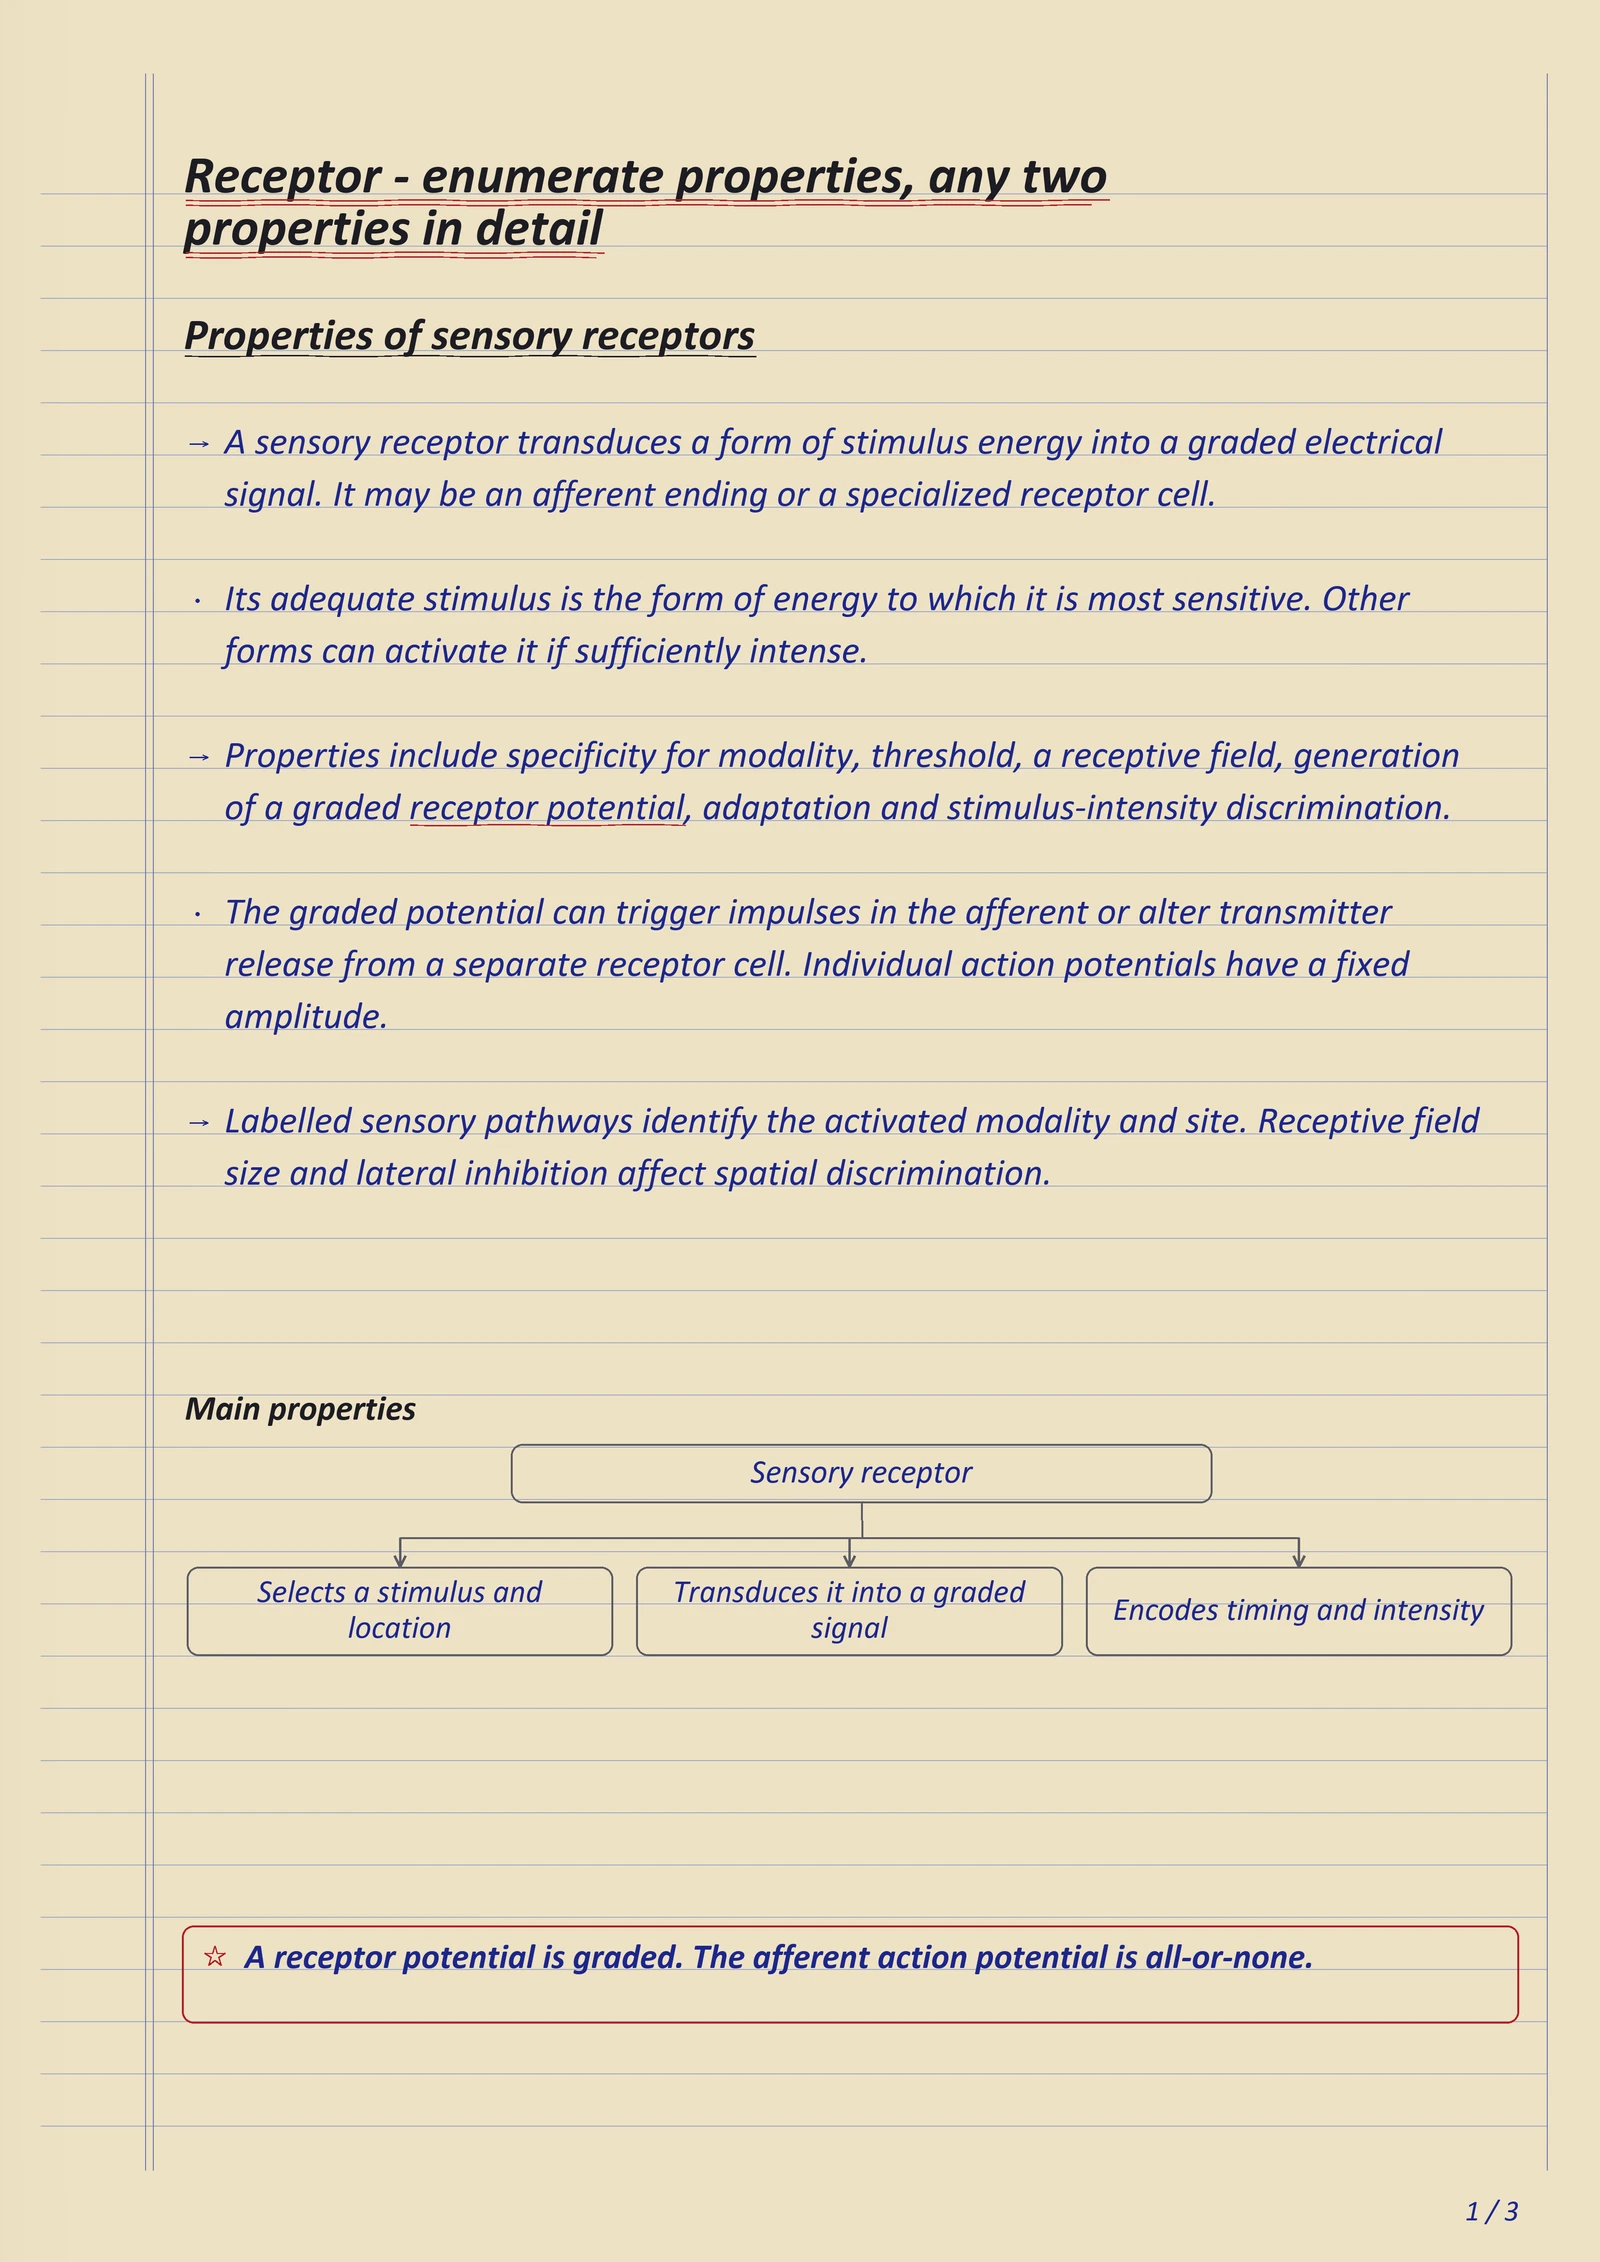 Receptor - enumerate properties, any two
properties in detail
Properties of sensory receptors
→ A sensory receptor transduces a form of stimulus energy into a graded electrical
signal. It may be an afferent ending or a specialized receptor cell.
· Its adequate stimulus is the form of energy to which it is most sensitive. Other
forms can activate it if sufficiently intense.
→ Properties include specificity for modality, threshold, a receptive field, generation
of a graded receptor potential, adaptation and stimulus-intensity discrimination.
· The graded potential can trigger impulses in the afferent or alter transmitter
release from a separate receptor cell. Individual action potentials have a fixed
amplitude.
→ Labelled sensory pathways identify the activated modality and site. Receptive field
size and lateral inhibition affect spatial discrimination.
Main properties
Sensory receptor
Selects a stimulus and
location
Transduces it into a graded
signal
Encodes timing and intensity
☆ A receptor potential is graded. The afferent action potential is all-or-none.
1 / 3